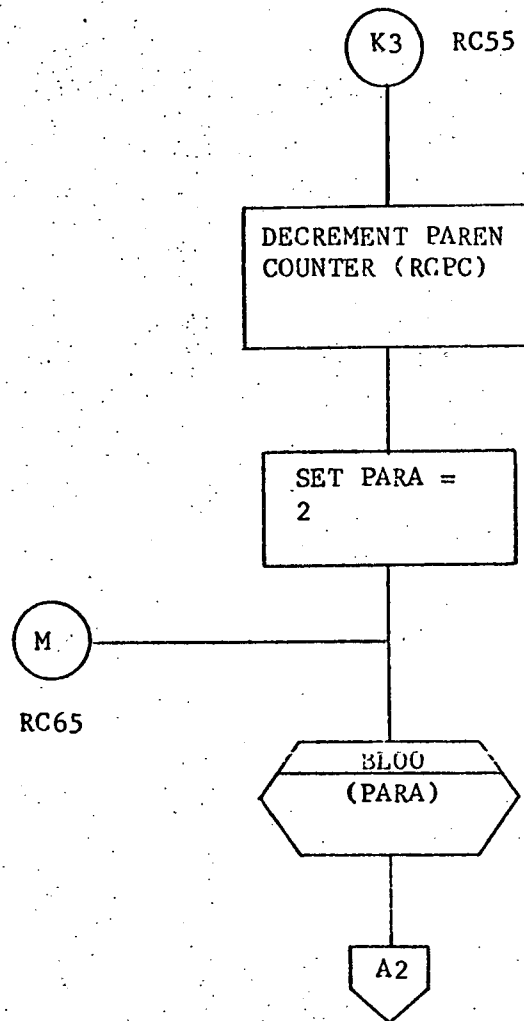 K3 RC55
DECREMENT PAREN
COUNTER (RCPC)
SET PARA =
2
M
RC65
BLOO
(PARA)
A2